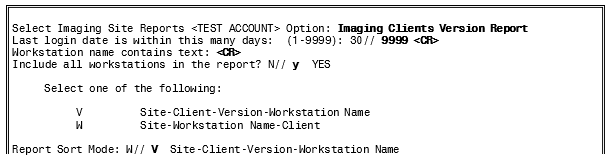 Select Imaging Site Reports <TEST ACCOUNT> Option: Imaging Clients Version Report
Last login date is within this many days:  (1-9999): 30// 9999 <CR>
Workstation name contains text: <CR>
Include all workstations in the report? N// y  YES
Select one of the following:
V         Site-Client-Version-Workstation Name
W         Site-Workstation Name-Client
Report Sort Mode: W// V  Site-Client-Version-Workstation Name